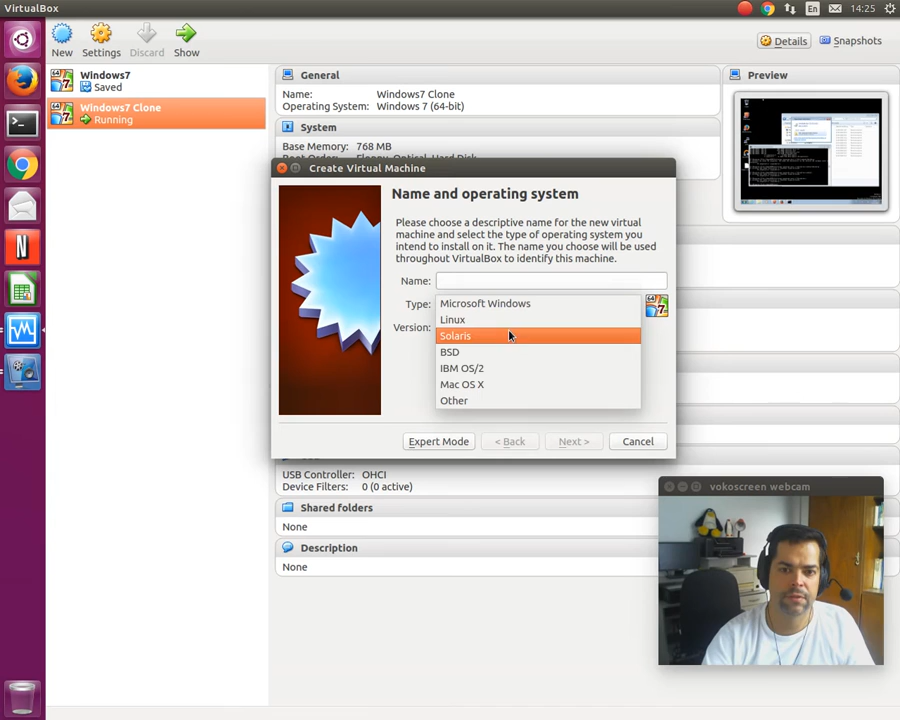 VirtualBox
En
14:25
New
Settings
Discard
Show
Details
Snapshots
Windows7
Saved
Windows7 Clone
Running
General
Name: Windows7 Clone
Operating System: Windows 7 (64-bit)
System
Base Memory: 768 MB
Preview
Create Virtual Machine
Name and operating system
Please choose a descriptive name for the new virtual
machine and select the type of operating system you
intend to install on it. The name you choose will be used
throughout VirtualBox to identify this machine.
Name:
Type:
Version:
Microsoft Windows
Linux
Solaris
BSD
IBM OS/2
Mac OS X
Other
64
7
Expert Mode
< Back
Next >
Cancel
USB Controller: OHCI
Device Filters: 0 (0 active)
Shared folders
None
Description
None
vokoscreen webcam